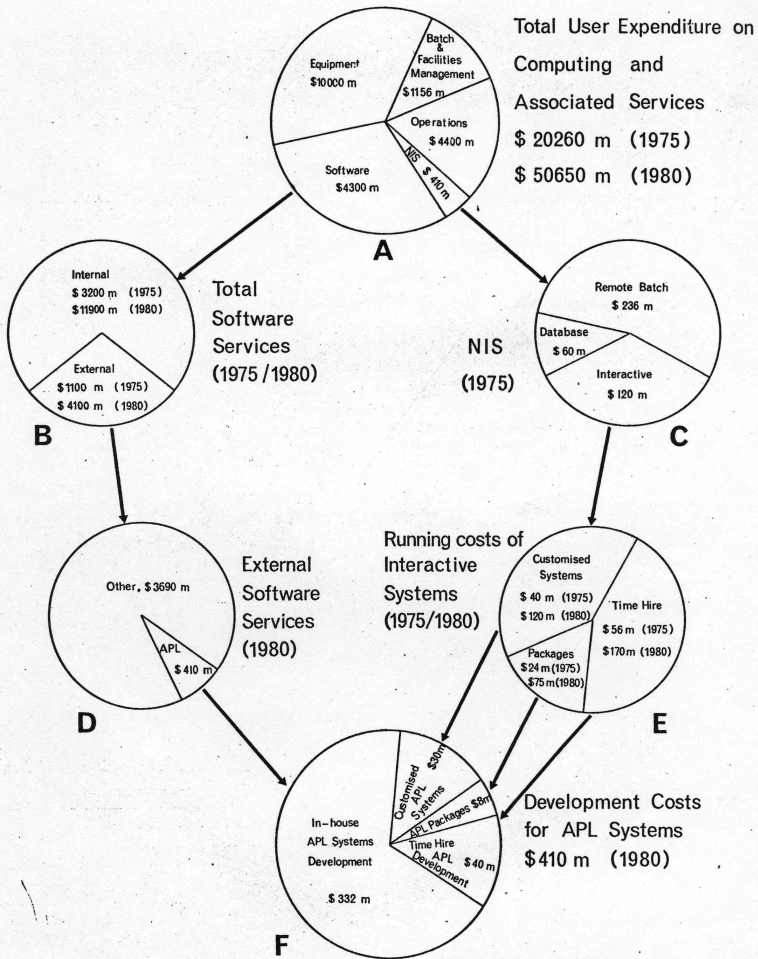 Total User Expenditure on
Computing and
Associated Services
$ 20260 m (1975)
$ 50650 m (1980)
Equipment
$10000 m
Batch
&
Facilities
Management
$1156 m
Operations
$ 4400 m
NIS $ 410 m
Software
$4300 m
A
Internal
$ 3200 m (1975)
$11900 m (1980)
External
$1100 m (1975)
$ 4100 m (1980)
B
Total
Software
Services
(1975/1980)
NIS
(1975)
Remote Batch
$ 236 m
Database
$ 60 m
Interactive
$ 120 m
C
Other, $ 3690 m
APL
$ 410 m
D
External
Software
Services
(1980)
Running costs of
Interactive
Systems
(1975/1980)
Customised
Systems
$ 40 m (1975)
$ 120 m (1980)
Time Hire
$ 56 m (1975)
$170 m (1980)
Packages
$24 m (1975)
$75 m (1980)
E
In-house
APL Systems
Development
$ 332 m
Customised
APL
Systems
$30 m
APL Packages $8m
Time Hire
APL
Development
$ 40 m
F
Development Costs
for APL Systems
$ 410 m (1980)